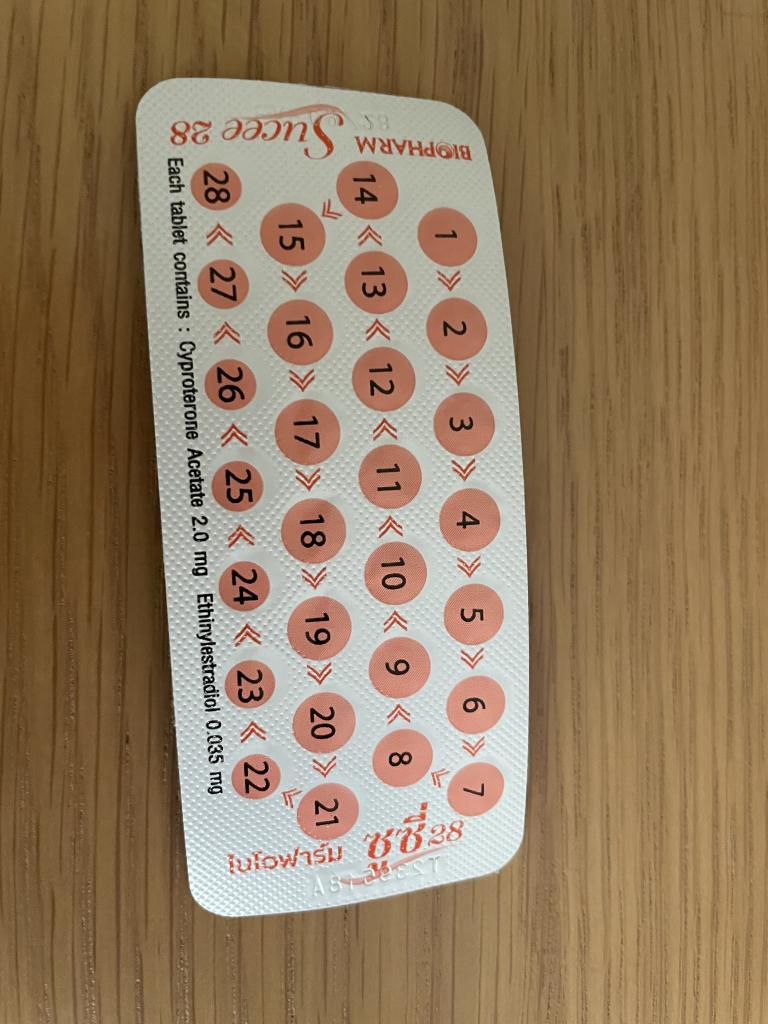 BIOPHARM Sucee 28
1 2 3 4 5 6 7
14 13 12 11 10 9 8
15 16 17 18 19 20 21
28 27 26 25 24 23 22
Each tablet contains : Cyproterone Acetate 2.0 mg Ethinylestradiol 0.035 mg
ซูซี่ 28
ไบโอฟาร์ม